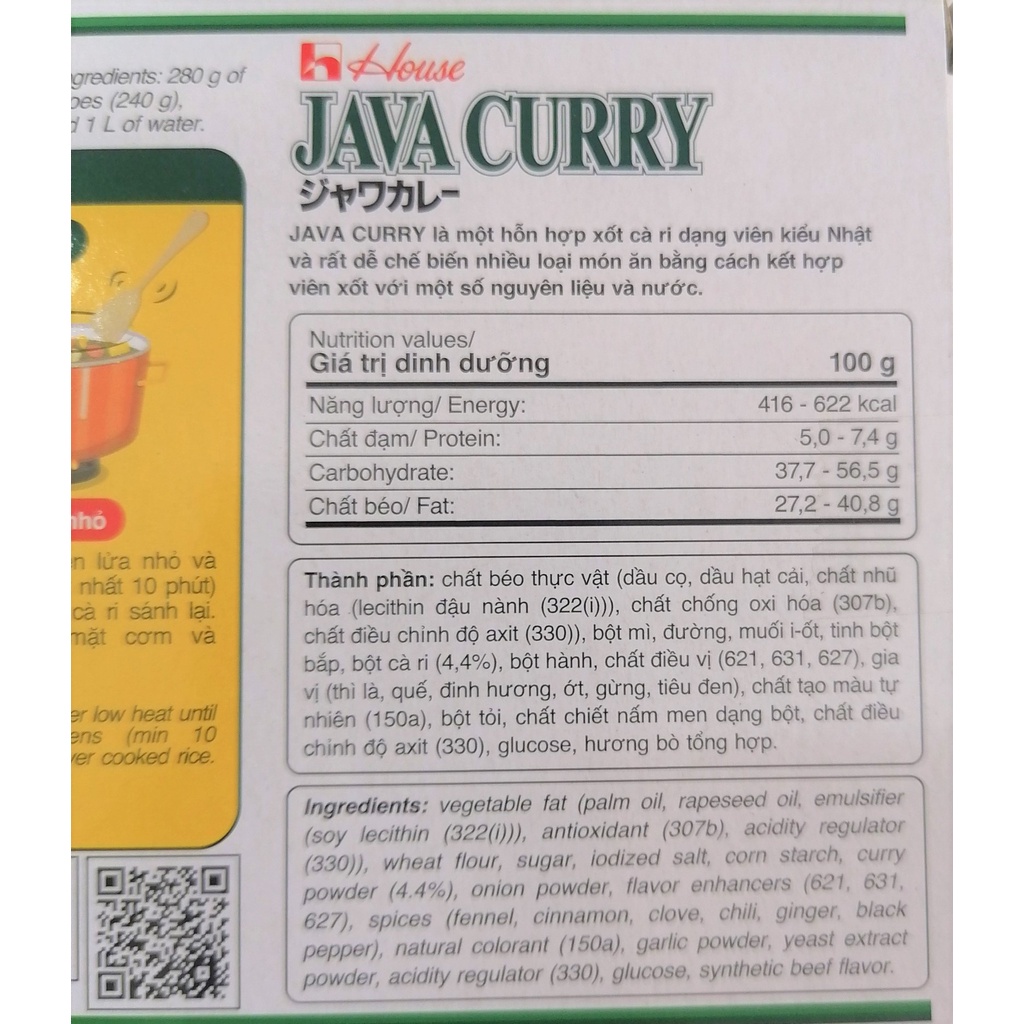 gredients: 280 g of
oes (240 g),
d 1 L of water.
nhỏ
n lửa nhỏ và
nhất 10 phút)
cà ri sánh lại.
mặt cơm và
er low heat until
ens (min 10
ver cooked rice.
House
JAVA CURRY
ジャワカレー
JAVA CURRY là một hỗn hợp xốt cà ri dạng viên kiểu Nhật
và rất dễ chế biến nhiều loại món ăn bằng cách kết hợp
viên xốt với một số nguyên liệu và nước.
Nutrition values/
Giá trị dinh dưỡng 100 g
Năng lượng/ Energy: 416 - 622 kcal
Chất đạm/ Protein: 5,0 - 7,4 g
Carbohydrate: 37,7 - 56,5 g
Chất béo/ Fat: 27,2 - 40,8 g
Thành phần: chất béo thực vật (dầu cọ, dầu hạt cải, chất nhũ
hóa (lecithin đậu nành (322(i))), chất chống oxi hóa (307b),
chất điều chỉnh độ axit (330)), bột mì, đường, muối i-ốt, tinh bột
bắp, bột cà ri (4,4%), bột hành, chất điều vị (621, 631, 627), gia
vị (thì là, quế, đinh hương, ớt, gừng, tiêu đen), chất tạo màu tự
nhiên (150a), bột tỏi, chất chiết nấm men dạng bột, chất điều
chỉnh độ axit (330), glucose, hương bò tổng hợp.
Ingredients: vegetable fat (palm oil, rapeseed oil, emulsifier
(soy lecithin (322(i))), antioxidant (307b), acidity regulator
(330)), wheat flour, sugar, iodized salt, corn starch, curry
powder (4.4%), onion powder, flavor enhancers (621, 631,
627), spices (fennel, cinnamon, clove, chili, ginger, black
pepper), natural colorant (150a), garlic powder, yeast extract
powder, acidity regulator (330), glucose, synthetic beef flavor.